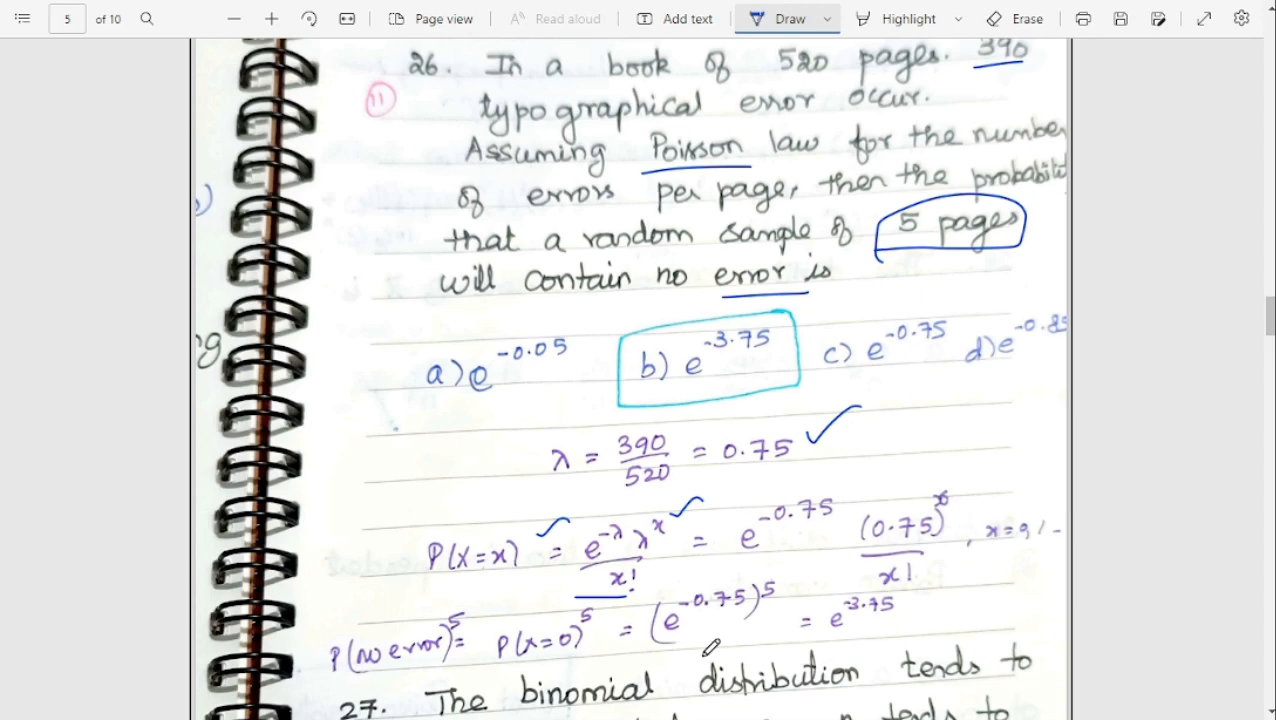 5 of 10 Page view Read aloud Add text Draw Highlight Erase
26. In a book of 520 pages. 390
11
typographical error occur.
Assuming Poisson law for the number
of errors per page, then the
that a random sample of 5 pages
will contain no error is
a) e^-0.05 b) e^-3.75 c) e^-0.75 d) e
λ = 390/520 = 0.75 ✓
P(X=x) = e^-λ λ^x / x! = e^-0.75 (0.75)^x / x!
P(no error)^5 = P(x=0)^5 = (e^-0.75)^5 = e^-3.75
27. The binomial distribution tends to
tends to